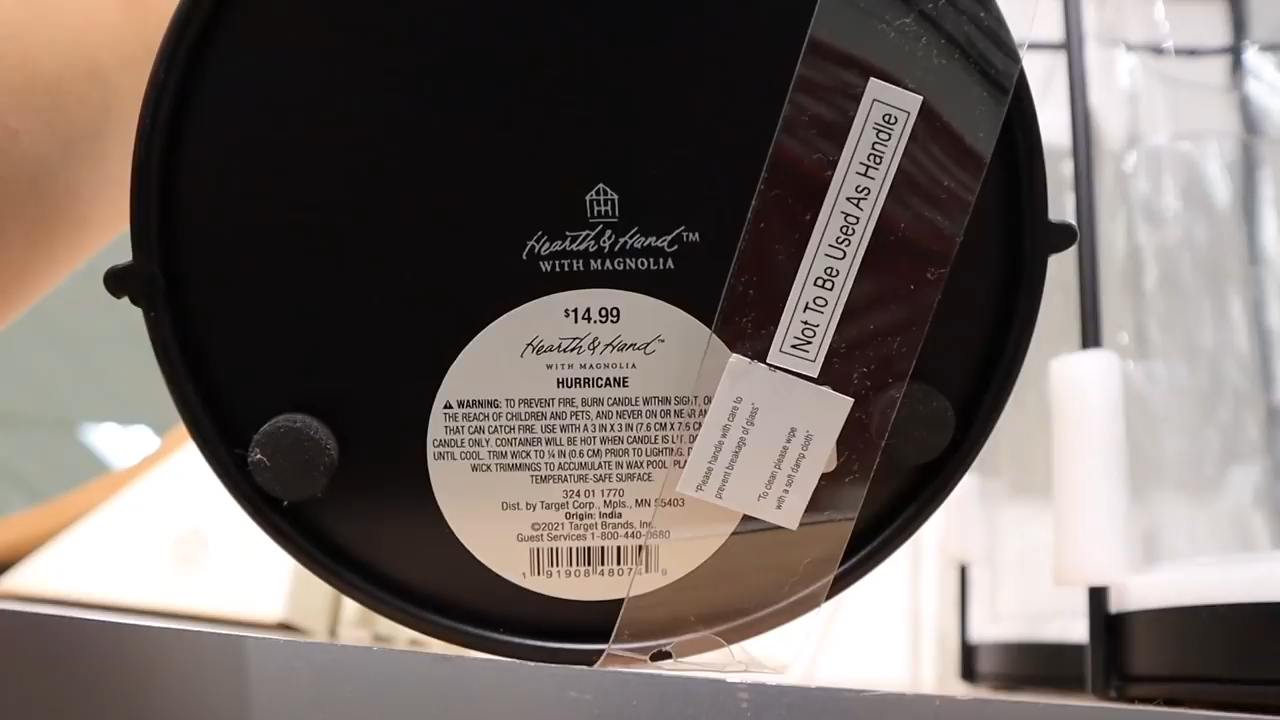 Hearth & Hand™
WITH MAGNOLIA
$14.99
Hearth & Hand™
WITH MAGNOLIA
HURRICANE
⚠ WARNING: TO PREVENT FIRE, BURN CANDLE WITHIN SIGHT,
THE REACH OF CHILDREN AND PETS, AND NEVER ON OR NEAR
THAT CAN CATCH FIRE. USE WITH A 3 IN X 3 IN (7.6 CM X 7.6
CANDLE ONLY. CONTAINER WILL BE HOT WHEN CANDLE IS LIT.
UNTIL COOL. TRIM WICK TO ¼ IN (0.6 CM) PRIOR TO LIGHTING.
WICK TRIMMINGS TO ACCUMULATE IN WAX POOL.
TEMPERATURE-SAFE SURFACE.
324 01 1770
Dist. by Target Corp., Mpls., MN 55403
Origin: India
©2021 Target Brands, Inc.
Guest Services 1-800-440-0680
1 91908 48074 9
Not To Be Used As Handle
"Please handle with care to
prevent breakage of glass"
"To clean please wipe
with a soft damp cloth"